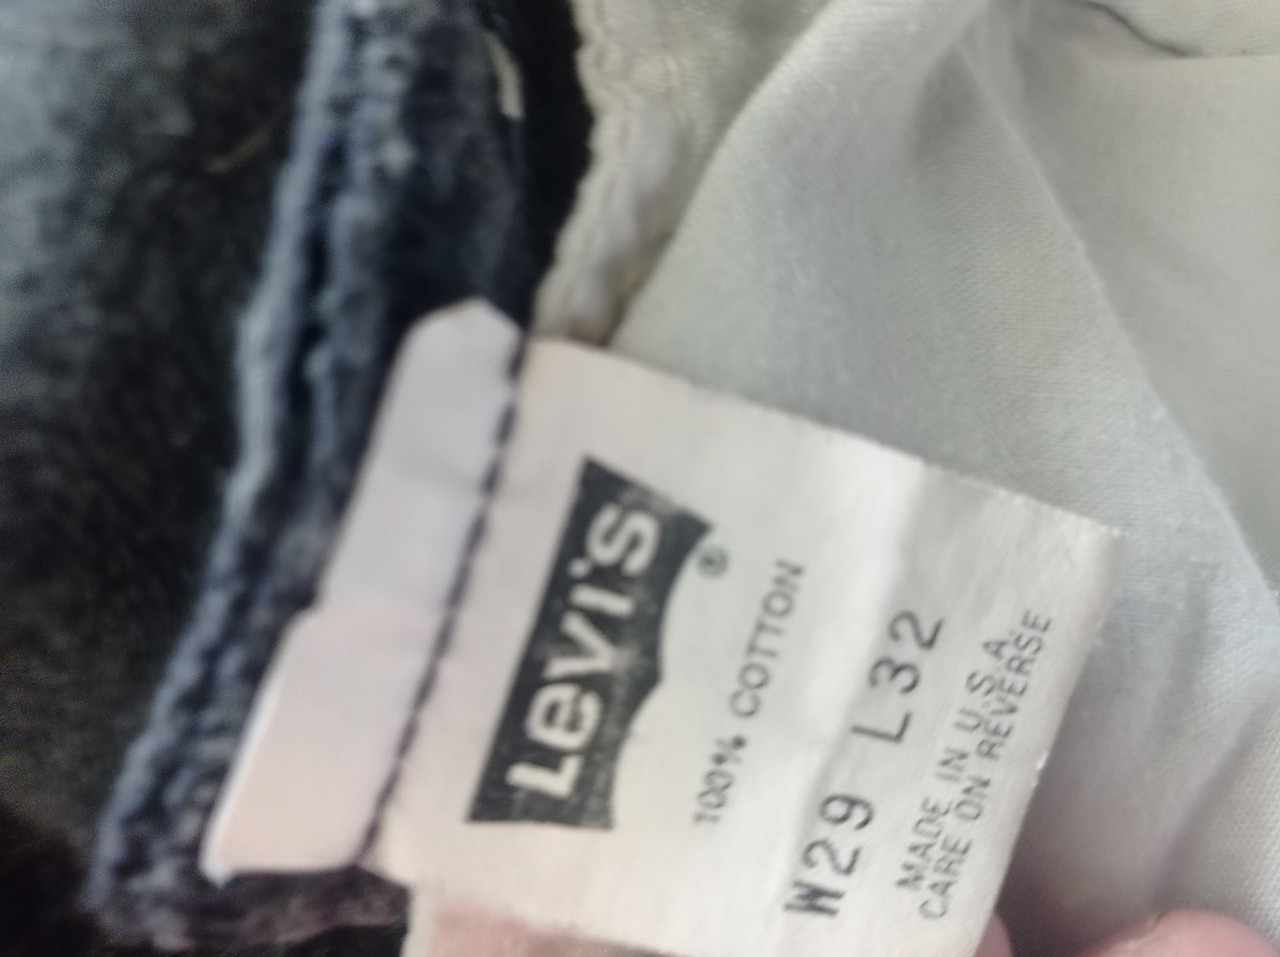 LEVI'S ®
100% COTTON
W29 L32
MADE IN U.S.A.
CARE ON REVERSE